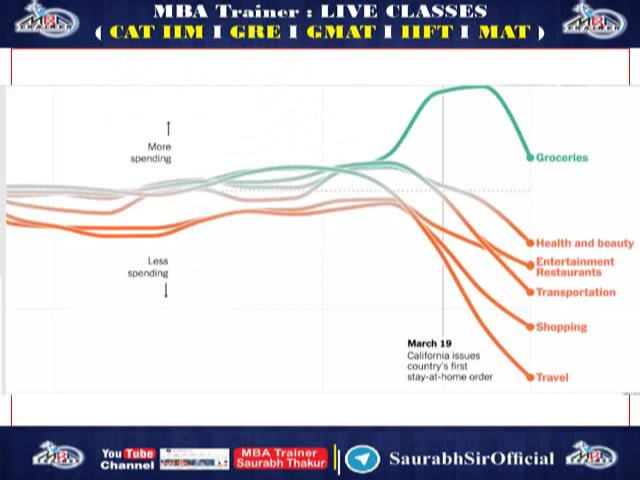 MBA Trainer : LIVE CLASSES
( CAT IIM I GRE I GMAT I IIFT I MAT )
↑
More
spending
Groceries
Less
spending
↓
Health and beauty
Entertainment
Restaurants
Transportation
Shopping
March 19
California issues
country's first
stay-at-home order
Travel
You Tube
Channel
MBA Trainer
Saurabh Thakur
SaurabhSirOfficial